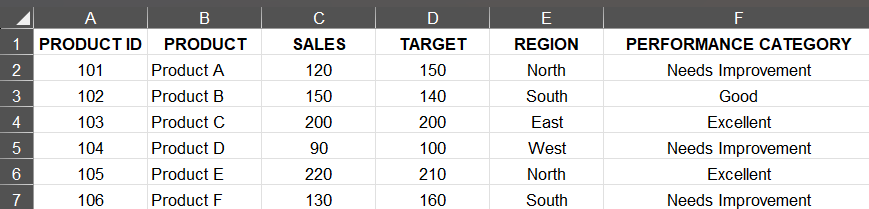 A B C D E F
1 PRODUCT ID PRODUCT SALES TARGET REGION PERFORMANCE CATEGORY
2 101 Product A 120 150 North Needs Improvement
3 102 Product B 150 140 South Good
4 103 Product C 200 200 East Excellent
5 104 Product D 90 100 West Needs Improvement
6 105 Product E 220 210 North Excellent
7 106 Product F 130 160 South Needs Improvement